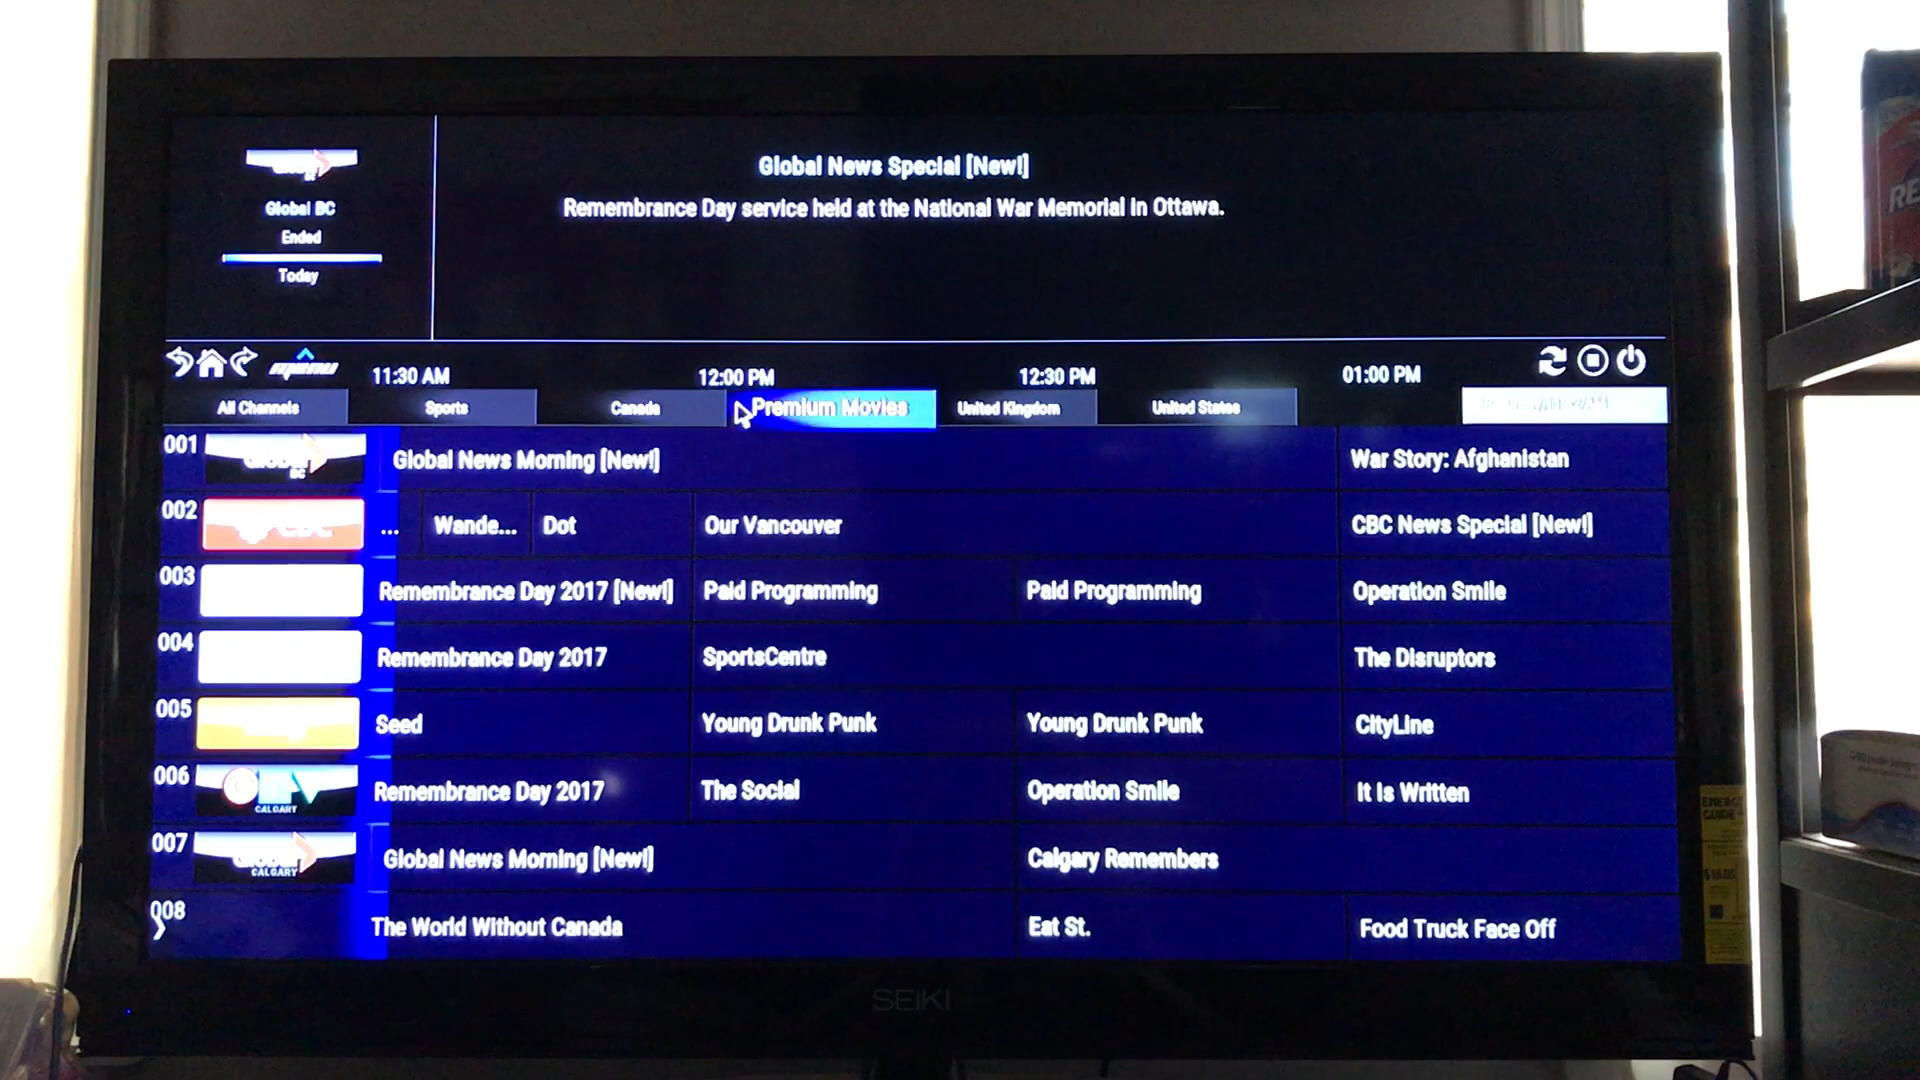 Global News Special [New!]
Remembrance Day service held at the National War Memorial in Ottawa.
Global BC
Ended
Today
MENU
11:30 AM
12:00 PM
12:30 PM
01:00 PM
All Channels
Sports
Canada
Premium Movies
United Kingdom
United States
001
BC
Global News Morning [New!]
War Story: Afghanistan
002
CBC
...
Wande...
Dot
Our Vancouver
CBC News Special [New!]
003
Remembrance Day 2017 [New!]
Paid Programming
Paid Programming
Operation Smile
004
Remembrance Day 2017
SportsCentre
The Disruptors
005
Seed
Young Drunk Punk
Young Drunk Punk
CityLine
006
CALGARY
Remembrance Day 2017
The Social
Operation Smile
It Is Written
007
CALGARY
Global News Morning [New!]
Calgary Remembers
008
The World Without Canada
Eat St.
Food Truck Face Off
SEIKI
ENERGY
GUIDE
RE